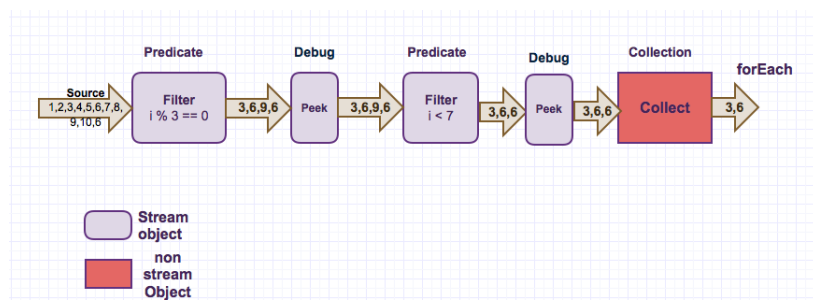 Predicate
Debug
Predicate
Debug
Collection
forEach
Source
1,2,3,4,5,6,7,8,
9,10,6
Filter
i % 3 == 0
3,6,9,6
Peek
3,6,9,6
Filter
i < 7
3,6,6
Peek
3,6,6
Collect
3,6
Stream
object
non
stream
Object